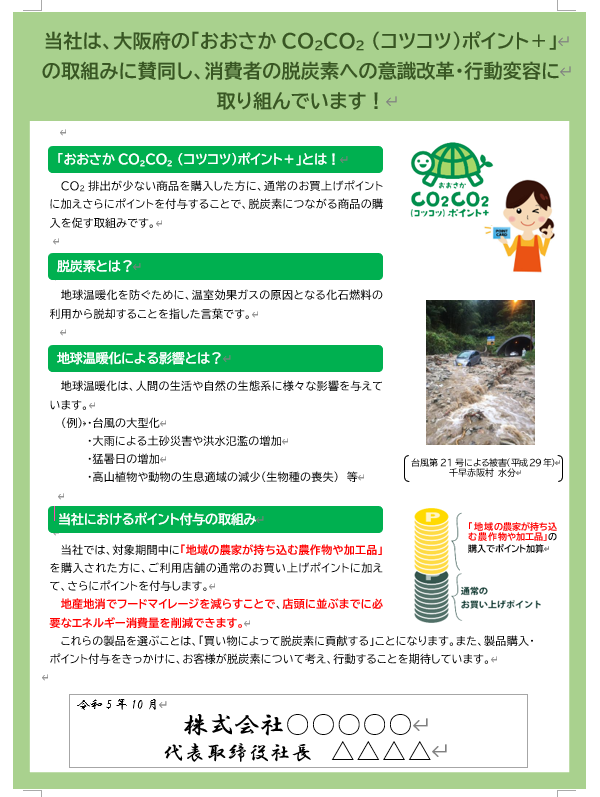 当社は、大阪府の「おおさかCO₂CO₂（コツコツ）ポイント＋」
の取組みに賛同し、消費者の脱炭素への意識改革・行動変容に
取り組んでいます！
「おおさかCO₂CO₂（コツコツ）ポイント＋」とは！
CO₂排出が少ない商品を購入した方に、通常のお買上げポイント
に加えさらにポイントを付与することで、脱炭素につながる商品の購
入を促す取組みです。
おおさか
CO₂CO₂
（コツコツ）ポイント＋
POINT CARD
脱炭素とは？
地球温暖化を防ぐために、温室効果ガスの原因となる化石燃料の
利用から脱却することを指した言葉です。
地球温暖化による影響とは？
地球温暖化は、人間の生活や自然の生態系に様々な影響を与えて
います。
（例）・台風の大型化
・大雨による土砂災害や洪水氾濫の増加
・猛暑日の増加
・高山植物や動物の生息適域の減少（生物種の喪失） 等
台風第21号による被害（平成29年）
千早赤阪村 水分
当社におけるポイント付与の取組み
当社では、対象期間中に「地域の農家が持ち込む農作物や加工品」
を購入された方に、ご利用店舗の通常のお買い上げポイントに加え
て、さらにポイントを付与します。
地産地消でフードマイレージを減らすことで、店頭に並ぶまでに必
要なエネルギー消費量を削減できます。
これらの製品を選ぶことは、「買い物によって脱炭素に貢献する」ことになります。また、製品購入・
ポイント付与をきっかけに、お客様が脱炭素について考え、行動することを期待しています。
P
「地域の農家が持ち込
む農作物や加工品」の
購入でポイント加算
通常の
お買い上げポイント
令和5年10月
株式会社○○○○○
代表取締役社長 △△△△